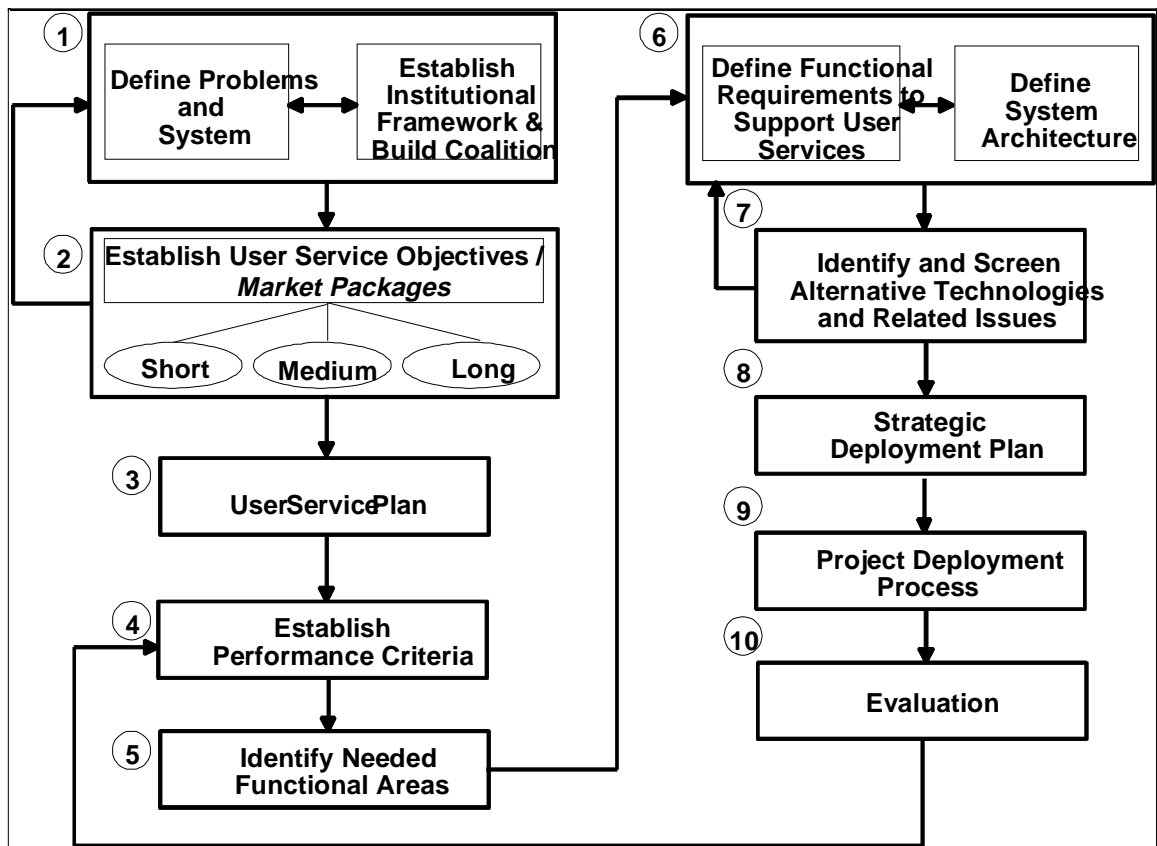 1
Define Problems
and
System
Establish
Institutional
Framework &
Build Coalition
2
Establish User Service Objectives /
Market Packages
Short
Medium
Long
3
User Service Plan
4
Establish
Performance Criteria
5
Identify Needed
Functional Areas
6
Define Functional
Requirements to
Support User
Services
Define
System
Architecture
7
Identify and Screen
Alternative Technologies
and Related Issues
8
Strategic
Deployment Plan
9
Project Deployment
Process
10
Evaluation